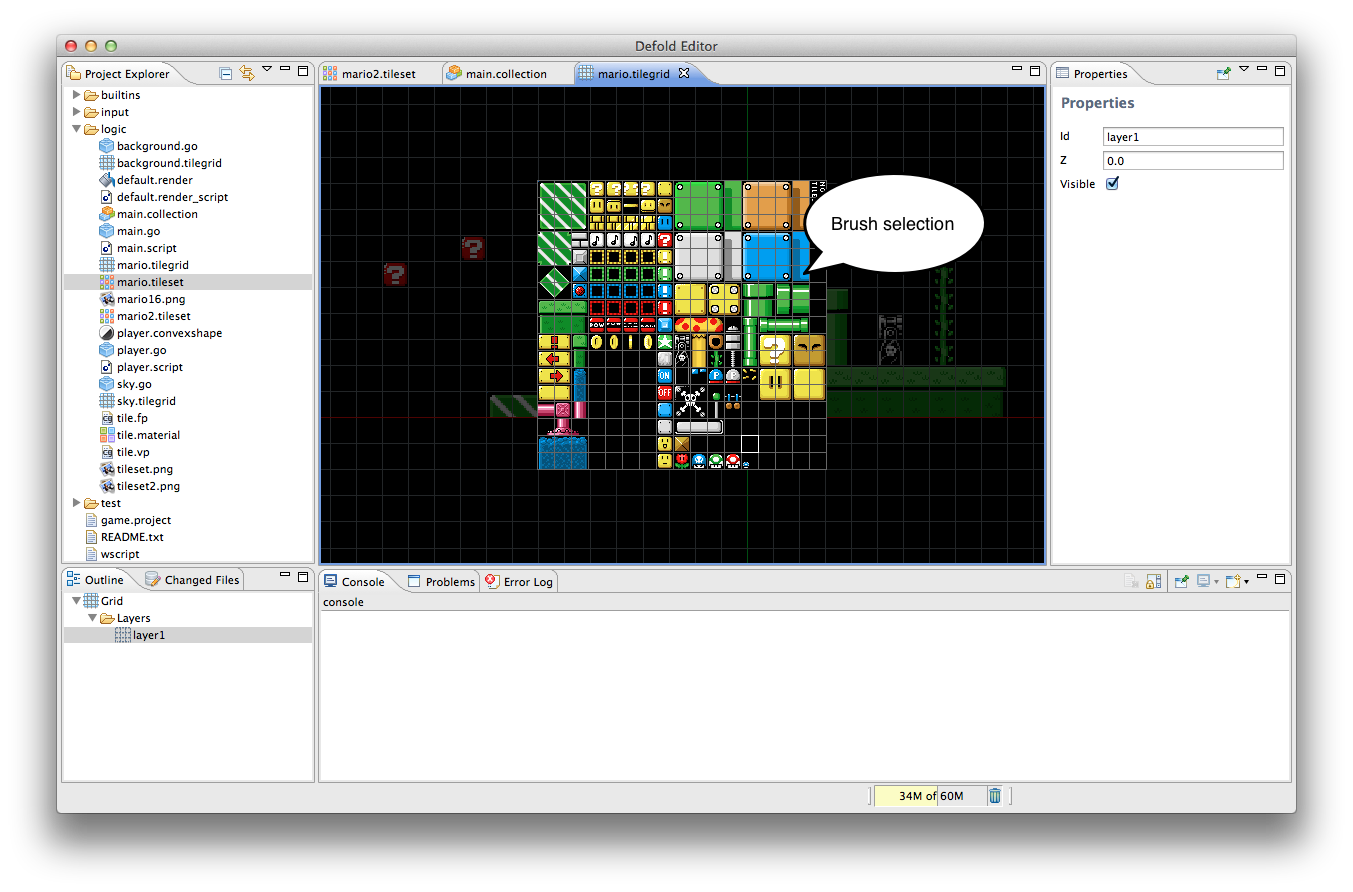 Defold Editor
Project Explorer
builtins
input
logic
background.go
background.tilegrid
default.render
default.render_script
main.collection
main.go
main.script
mario.tilegrid
mario.tileset
mario16.png
mario2.tileset
player.convexshape
player.go
player.script
sky.go
sky.tilegrid
tile.fp
tile.material
tile.vp
tileset.png
tileset2.png
test
game.project
README.txt
wscript
mario2.tileset
main.collection
mario.tilegrid
Brush selection
POW
ON
OFF
P P
Properties
Properties
Id layer1
Z 0.0
Visible
Outline
Changed Files
Grid
Layers
layer1
Console
Problems
Error Log
console
34M of 60M